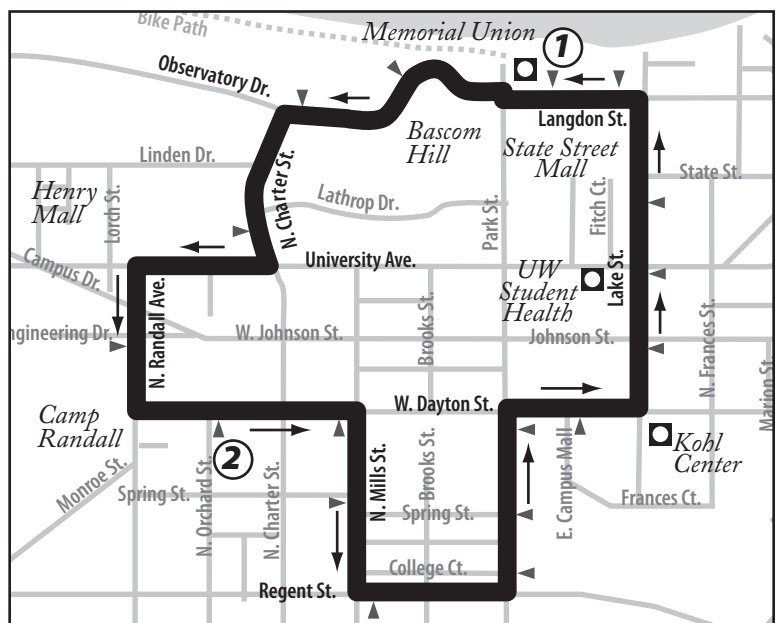 Bike Path
Memorial Union
1
Observatory Dr.
Langdon St.
Bascom
Hill
State Street
Mall
Linden Dr.
State St.
Henry
Mall
Lorch St.
N. Charter St.
Lathrop Dr.
Park St.
Fitch Ct.
Campus Dr.
University Ave.
UW
Student
Health
Lake St.
ngineering Dr.
N. Randall Ave.
W. Johnson St.
Brooks St.
Johnson St.
N. Frances St.
Marion St.
W. Dayton St.
Camp
Randall
2
Kohl
Center
Monroe St.
Spring St.
N. Orchard St.
N. Charter St.
N. Mills St.
Brooks St.
Spring St.
E. Campus Mall
Frances Ct.
College Ct.
Regent St.